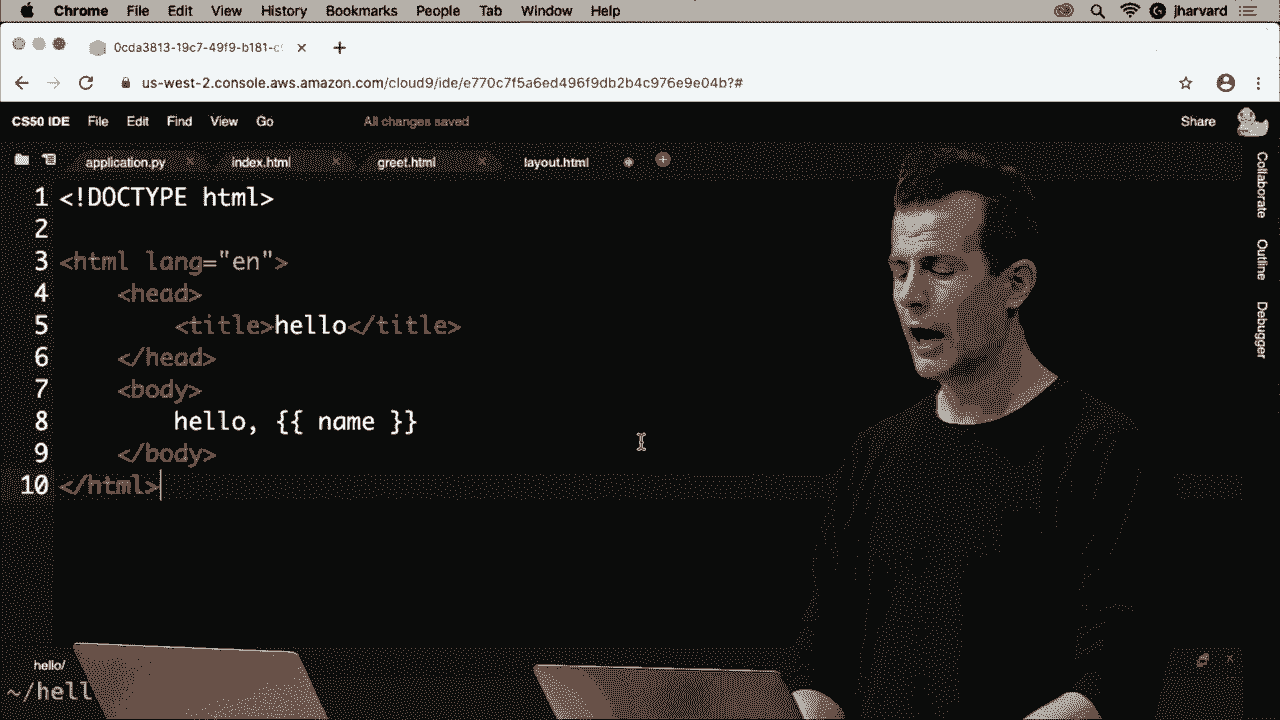 Chrome File Edit View History Bookmarks People Tab Window Help jharvard
0cda3813-19c7-49f9-b181-c
us-west-2.console.aws.amazon.com/cloud9/ide/e770c7f5a6ed496f9db2b4c976e9e04b?#
CS50 IDE File Edit Find View Go All changes saved Share
application.py index.html greet.html layout.html
1 <!DOCTYPE html>
2
3 <html lang="en">
4 <head>
5 <title>hello</title>
6 </head>
7 <body>
8 hello, {{ name }}
9 </body>
10 </html>
Collaborate
Outline
Debugger
hello/
~/hell